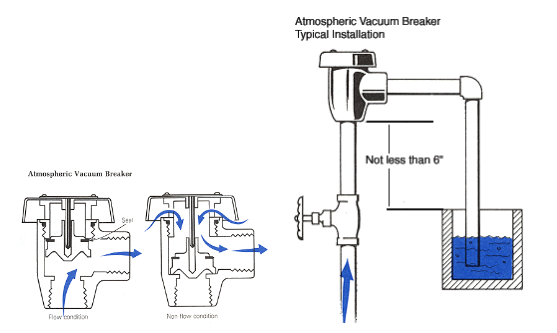 Atmospheric Vacuum Breaker
Typical Installation
Not less than 6"
Atmospheric Vacuum Breaker
Seal
Flow condition
Non flow condition